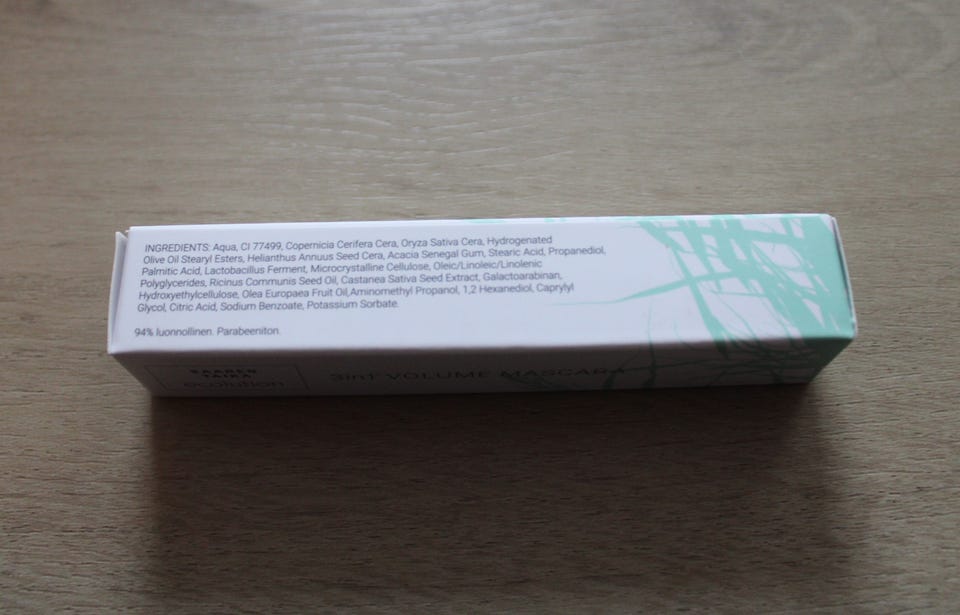 INGREDIENTS: Aqua, CI 77499, Copernicia Cerifera Cera, Oryza Sativa Cera, Hydrogenated
Olive Oil Stearyl Esters, Helianthus Annuus Seed Cera, Acacia Senegal Gum, Stearic Acid, Propanediol,
Palmitic Acid, Lactobacillus Ferment, Microcrystalline Cellulose, Oleic/Linoleic/Linolenic
Polyglycerides, Ricinus Communis Seed Oil, Castanea Sativa Seed Extract, Galactoarabinan,
Hydroxyethylcellulose, Olea Europaea Fruit Oil,Aminomethyl Propanol, 1,2 Hexanediol, Caprylyl
Glycol, Citric Acid, Sodium Benzoate, Potassium Sorbate.
94% luonnollinen. Parabeeniton.
SAAREN
TAIKA
ecolution
3in1 VOLUME MASCARA